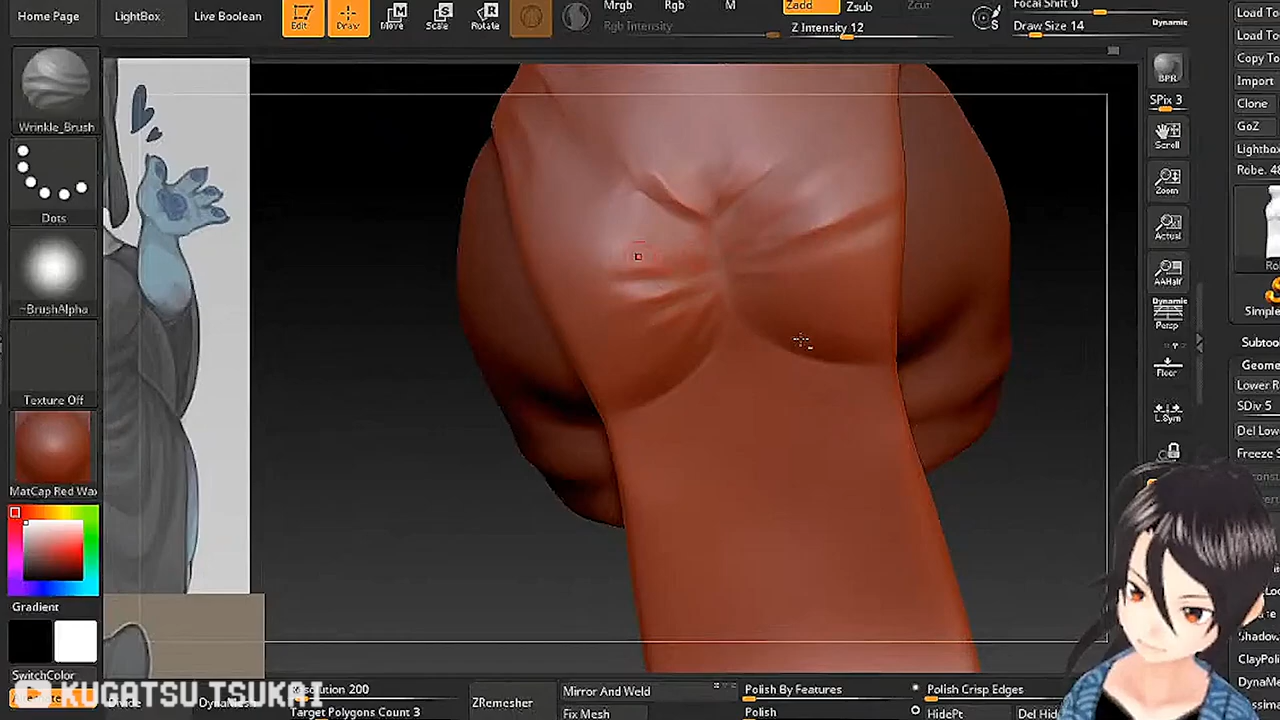 Home Page
LightBox
Live Boolean
Edit
Draw
Move
Scale
Rotate
Mrgb
Rgb
M
Rgb Intensity
Zadd
Zsub
Zcut
Z Intensity 12
Focal Shift 0
Draw Size 14
Dynamic
Wrinkle_Brush
Dots
~BrushAlpha
Texture Off
MatCap Red Wax
Gradient
SwitchColor
BPR
SPix 3
Scroll
Zoom
Actual
AAHalf
Dynamic
Persp
Floor
L.Sym
Load To
Load To
Copy To
Import
Clone
GoZ
Lightbox
Robe. 48
Simple
Subtoo
Geome
Lower R
SDiv 5
Del Low
Freeze S
Shadow
ClayPoli
DynaMe
KUGATSU TSUKAI
Resolution 200
Target Polygons Count 3
ZRemesher
Mirror And Weld
Fix Mesh
Polish By Features
Polish
Polish Crisp Edges
HidePt
Del Hid